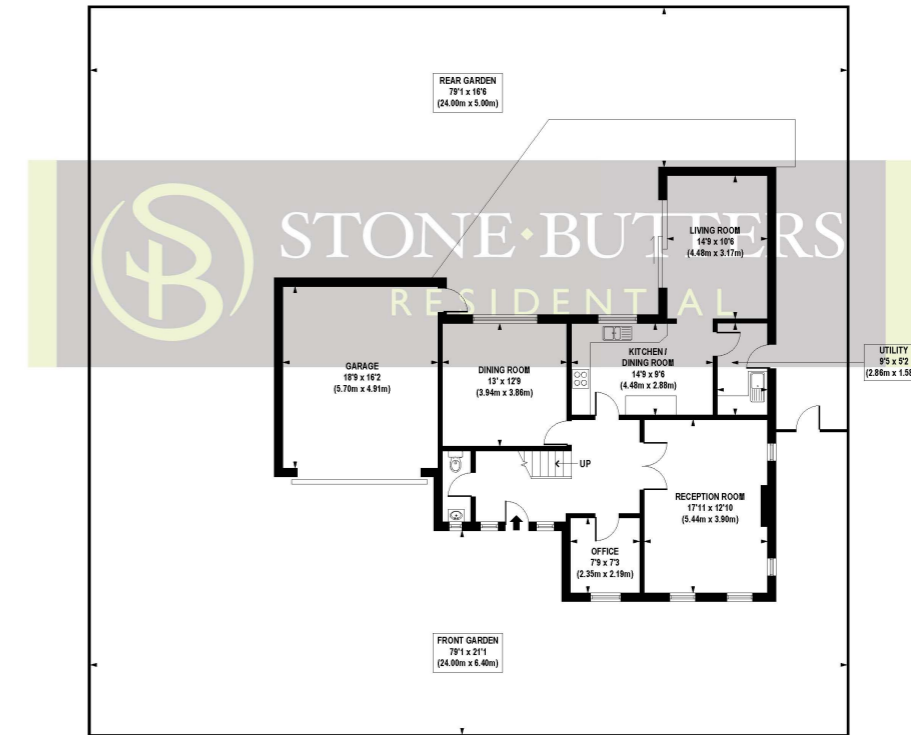 REAR GARDEN
79'1 x 16'6
(24.00m x 5.00m)
STONE·BUTTERS
RESIDENTIAL
SB
LIVING ROOM
14'9 x 10'6
(4.48m x 3.17m)
GARAGE
18'9 x 16'2
(5.70m x 4.91m)
DINING ROOM
13' x 12'9
(3.94m x 3.86m)
KITCHEN /
DINING ROOM
14'9 x 9'6
(4.48m x 2.88m)
UTILITY
9'5 x 5'2
(2.86m x 1.58
UP
RECEPTION ROOM
17'11 x 12'10
(5.44m x 3.90m)
OFFICE
7'9 x 7'3
(2.35m x 2.19m)
FRONT GARDEN
79'1 x 21'1
(24.00m x 6.40m)